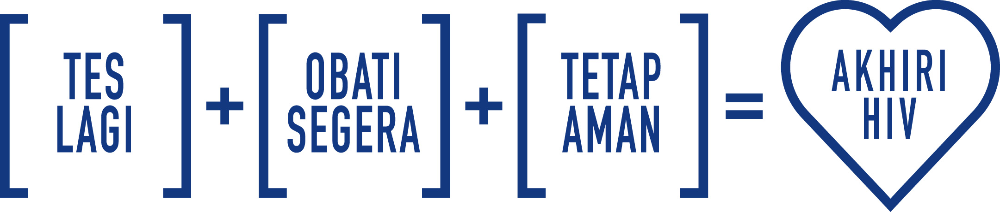 TES
LAGI
+
OBATI
SEGERA
+
TETAP
AMAN
=
AKHIRI
HIV